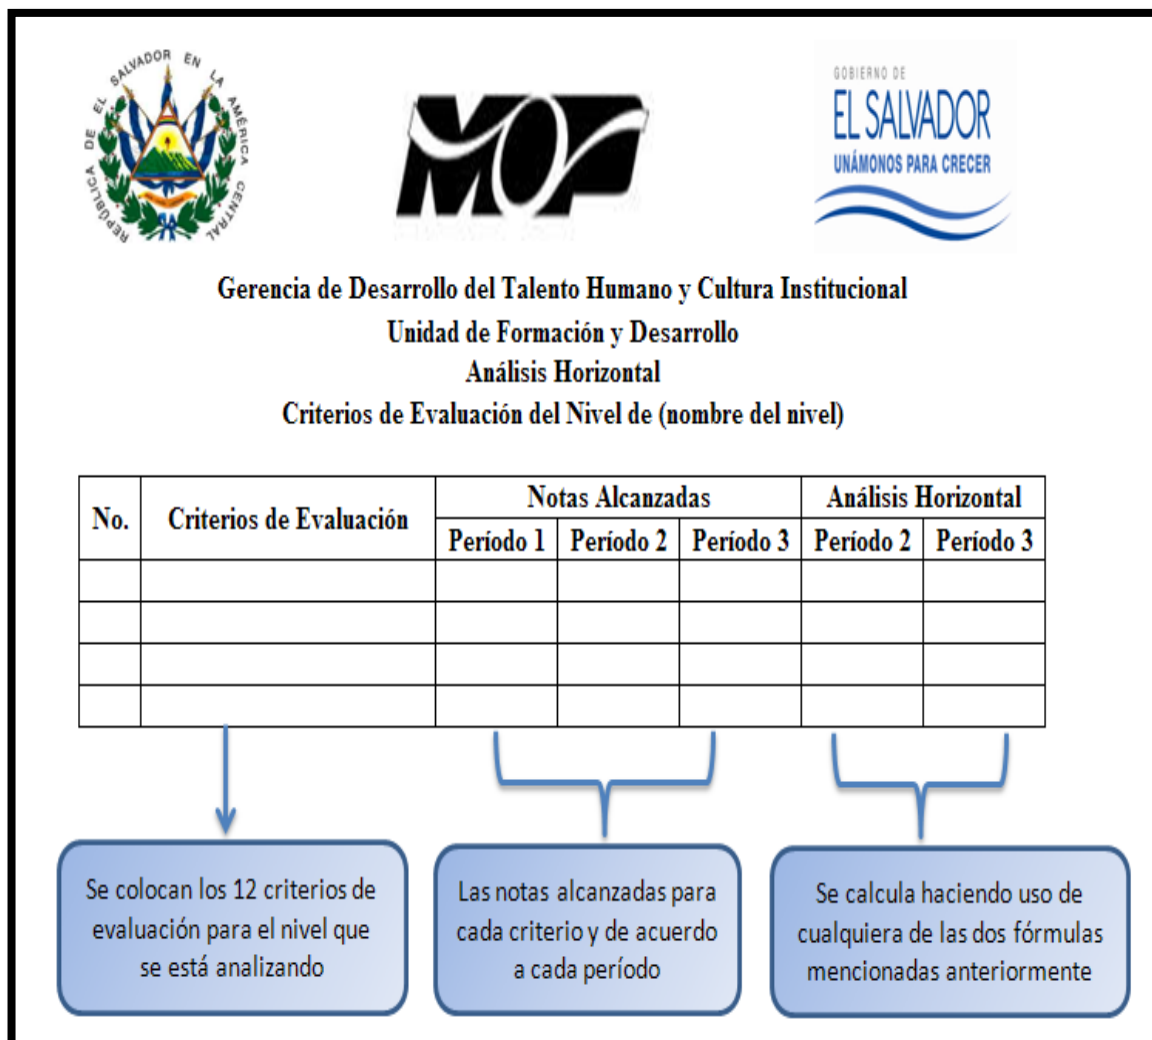 REPÚBLICA DE EL SALVADOR EN LA AMÉRICA CENTRAL
MOP
GOBIERNO DE
EL SALVADOR
UNÁMONOS PARA CRECER
Gerencia de Desarrollo del Talento Humano y Cultura Institucional
Unidad de Formación y Desarrollo
Análisis Horizontal
Criterios de Evaluación del Nivel de (nombre del nivel)
No. Criterios de Evaluación Notas Alcanzadas Análisis Horizontal
Período 1 Período 2 Período 3 Período 2 Período 3
Se colocan los 12 criterios de
evaluación para el nivel que
se está analizando
Las notas alcanzadas para
cada criterio y de acuerdo
a cada período
Se calcula haciendo uso de
cualquiera de las dos fórmulas
mencionadas anteriormente